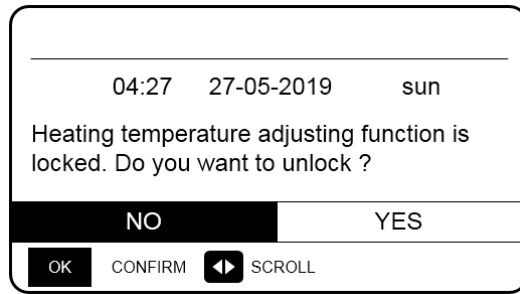 04:27 27-05-2019 sun
Heating temperature adjusting function is
locked. Do you want to unlock ?
NO YES
OK CONFIRM SCROLL